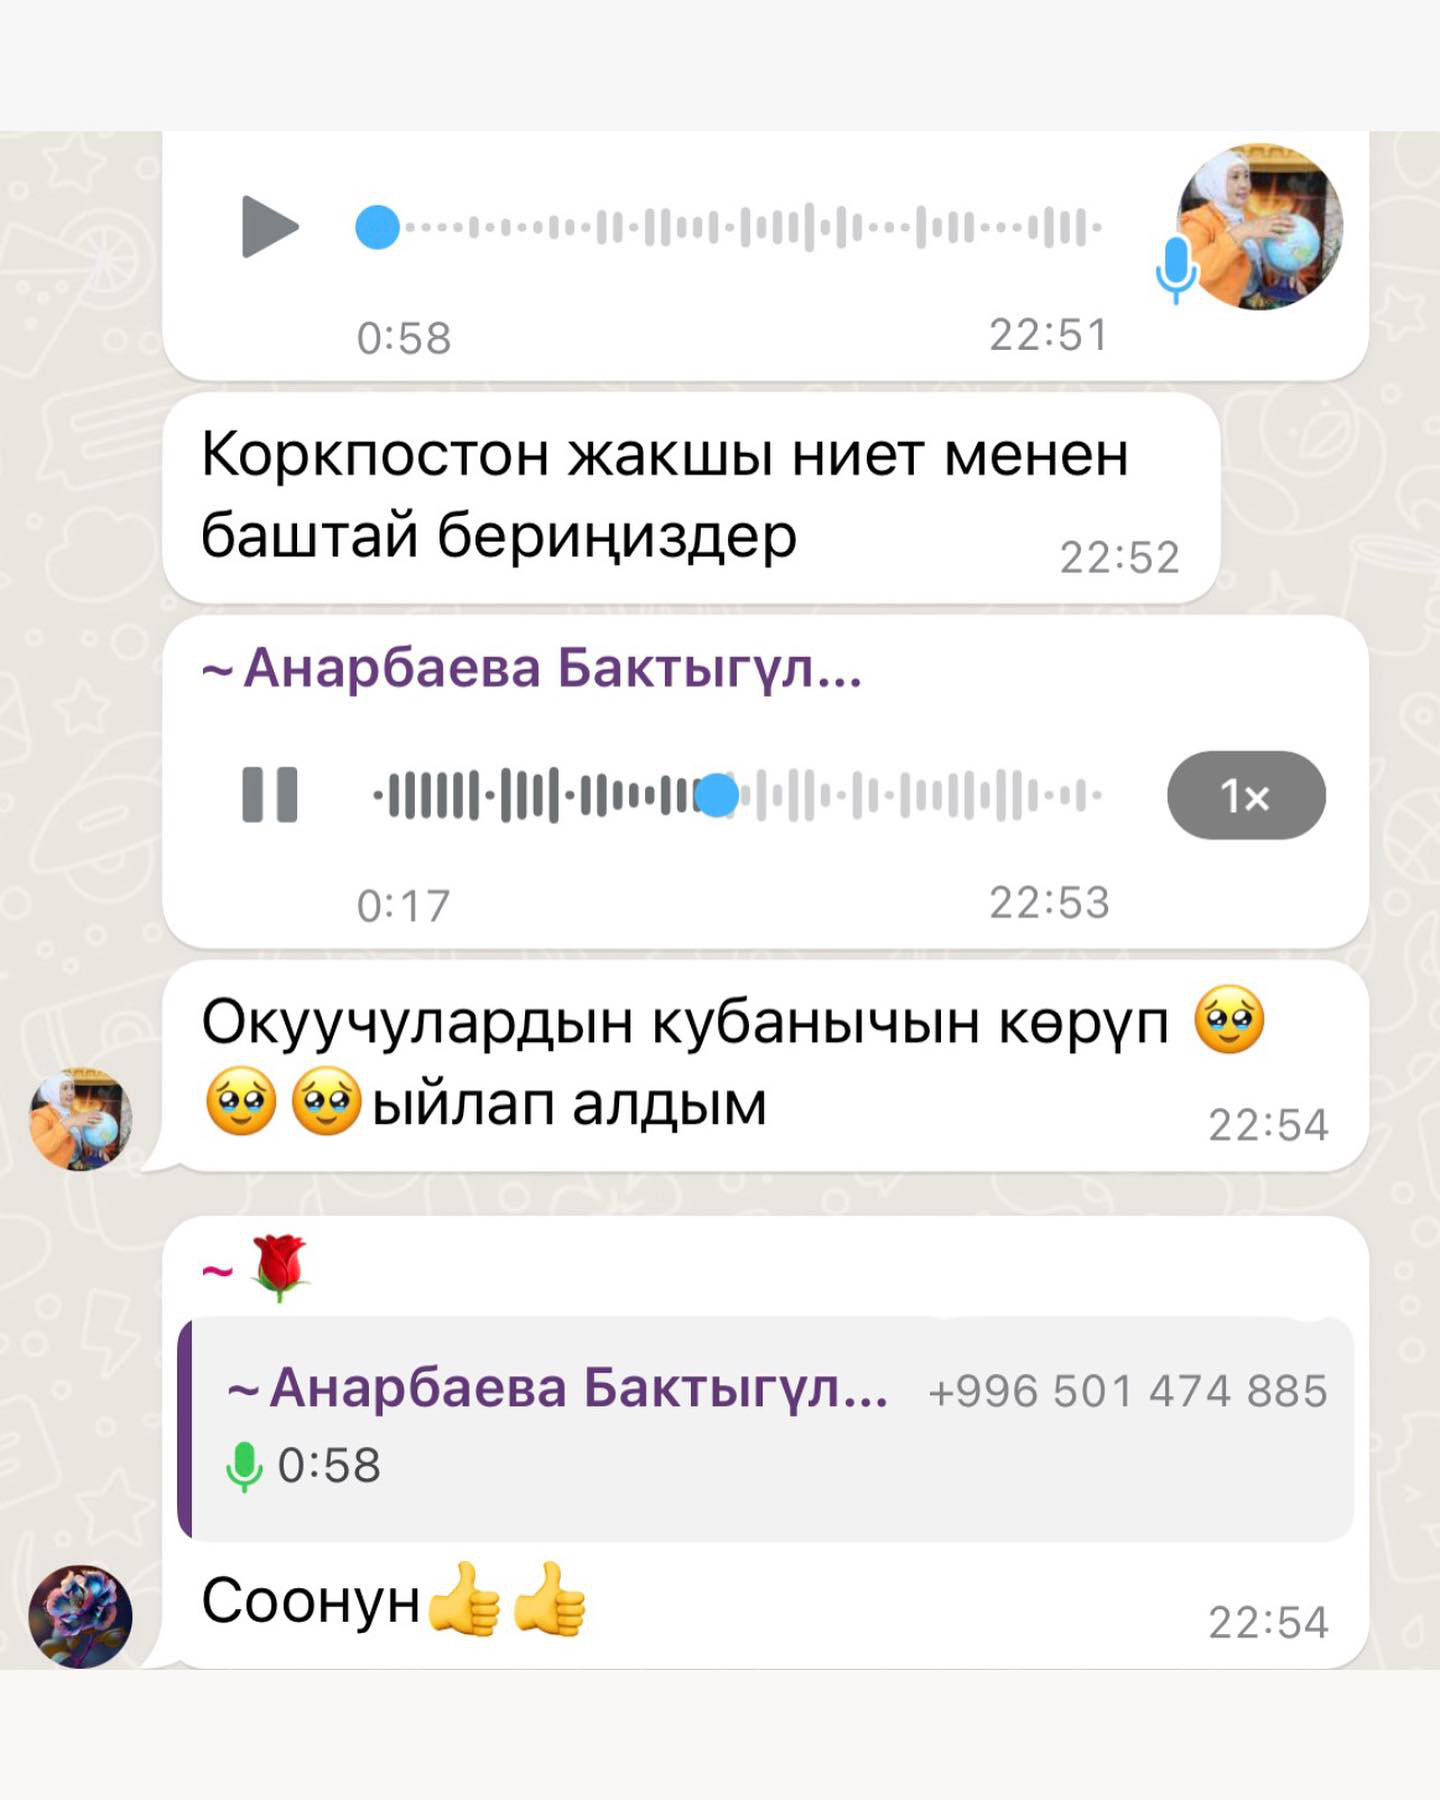 0:58 22:51
Коркпостон жакшы ниет менен
баштай бериңиздер 22:52
~Анарбаева Бактыгүл...
1×
0:17 22:53
Окуучулардын кубанычын көрүп 🥹
🥹🥹ыйлап алдым 22:54
~🌹
~Анарбаева Бактыгүл... +996 501 474 885
0:58
Соонун👍👍 22:54